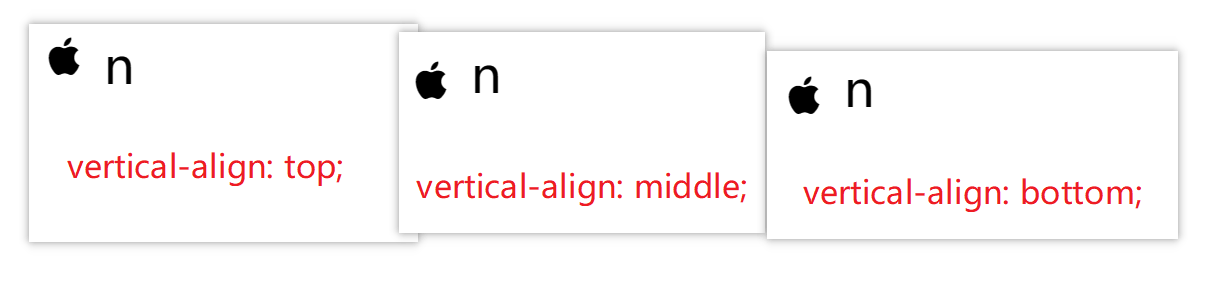 n
vertical-align: top;
n
vertical-align: middle;
n
vertical-align: bottom;